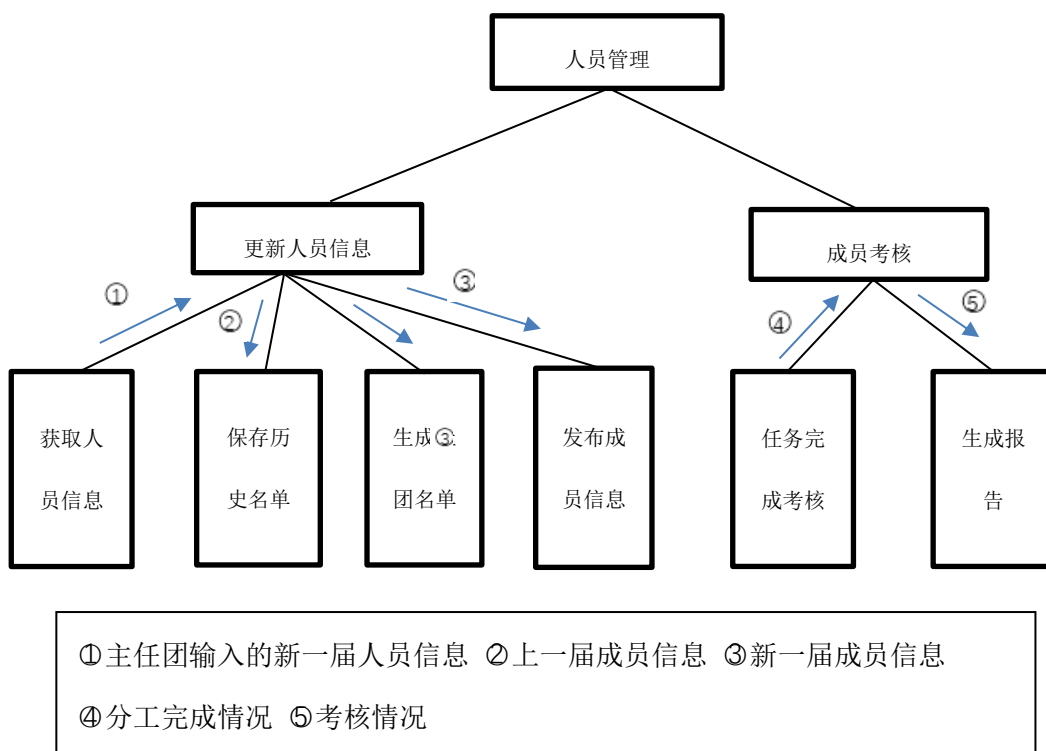 人员管理
更新人员信息
成员考核
①
②
③
④
⑤
获取人
员信息
保存历
史名单
生成③
团名单
发布成
员信息
任务完
成考核
生成报
告
①主任团输入的新一届人员信息 ②上一届成员信息 ③新一届成员信息
④分工完成情况 ⑤考核情况